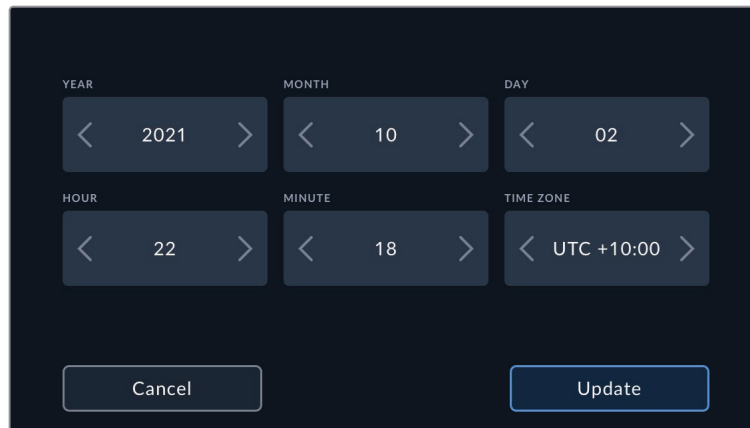 YEAR MONTH DAY
2021 10 02
HOUR MINUTE TIME ZONE
22 18 UTC +10:00
Cancel Update